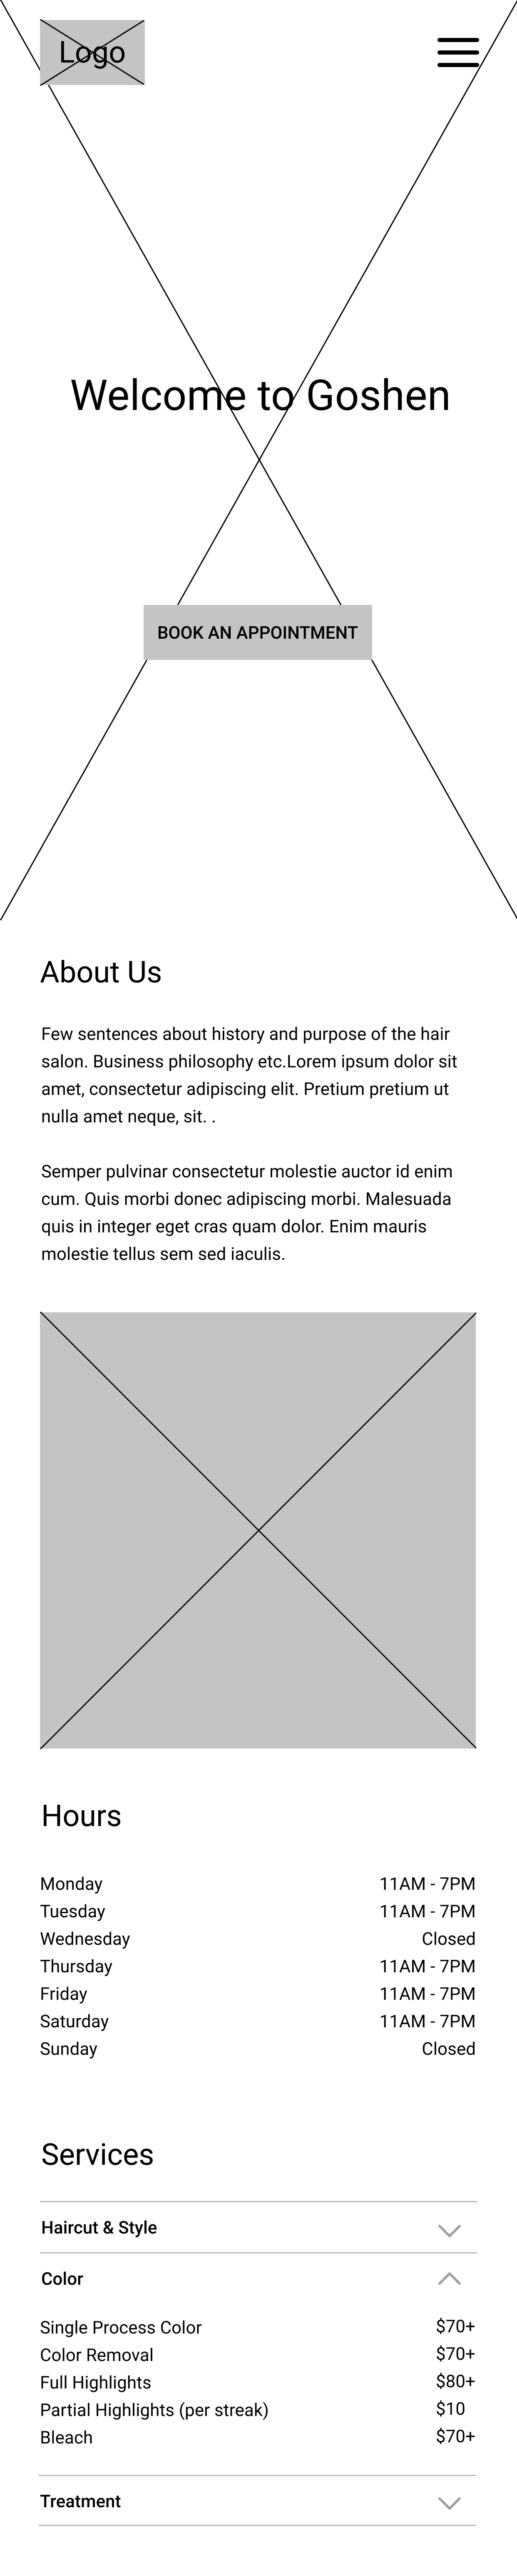 Logo
Welcome to Goshen
BOOK AN APPOINTMENT
About Us
Few sentences about history and purpose of the hair
salon. Business philosophy etc.Lorem ipsum dolor sit
amet, consectetur adipiscing elit. Pretium pretium ut
nulla amet neque, sit. .
Semper pulvinar consectetur molestie auctor id enim
cum. Quis morbi donec adipiscing morbi. Malesuada
quis in integer eget cras quam dolor. Enim mauris
molestie tellus sem sed iaculis.
Hours
Monday 11AM - 7PM
Tuesday 11AM - 7PM
Wednesday Closed
Thursday 11AM - 7PM
Friday 11AM - 7PM
Saturday 11AM - 7PM
Sunday Closed
Services
Haircut & Style
Color
Single Process Color $70+
Color Removal $70+
Full Highlights $80+
Partial Highlights (per streak) $10
Bleach $70+
Treatment